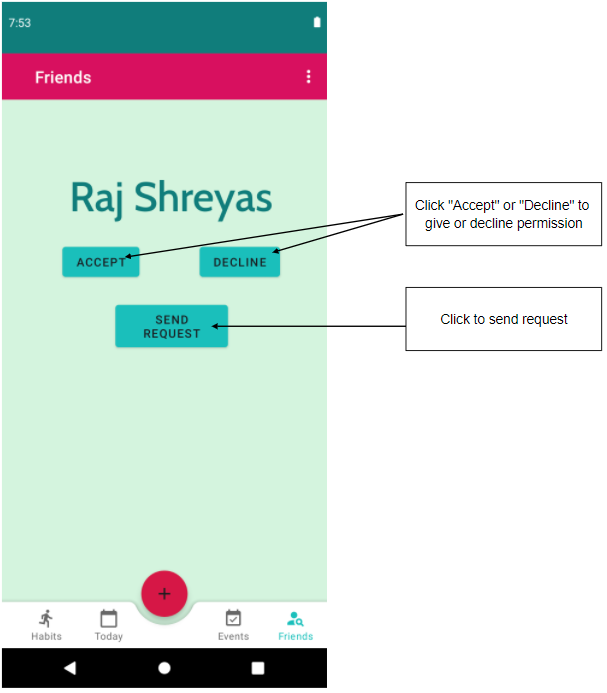 7:53
Friends
Raj Shreyas
ACCEPT
DECLINE
SEND
REQUEST
Click "Accept" or "Decline" to
give or decline permission
Click to send request
+
Habits
Today
Events
Friends